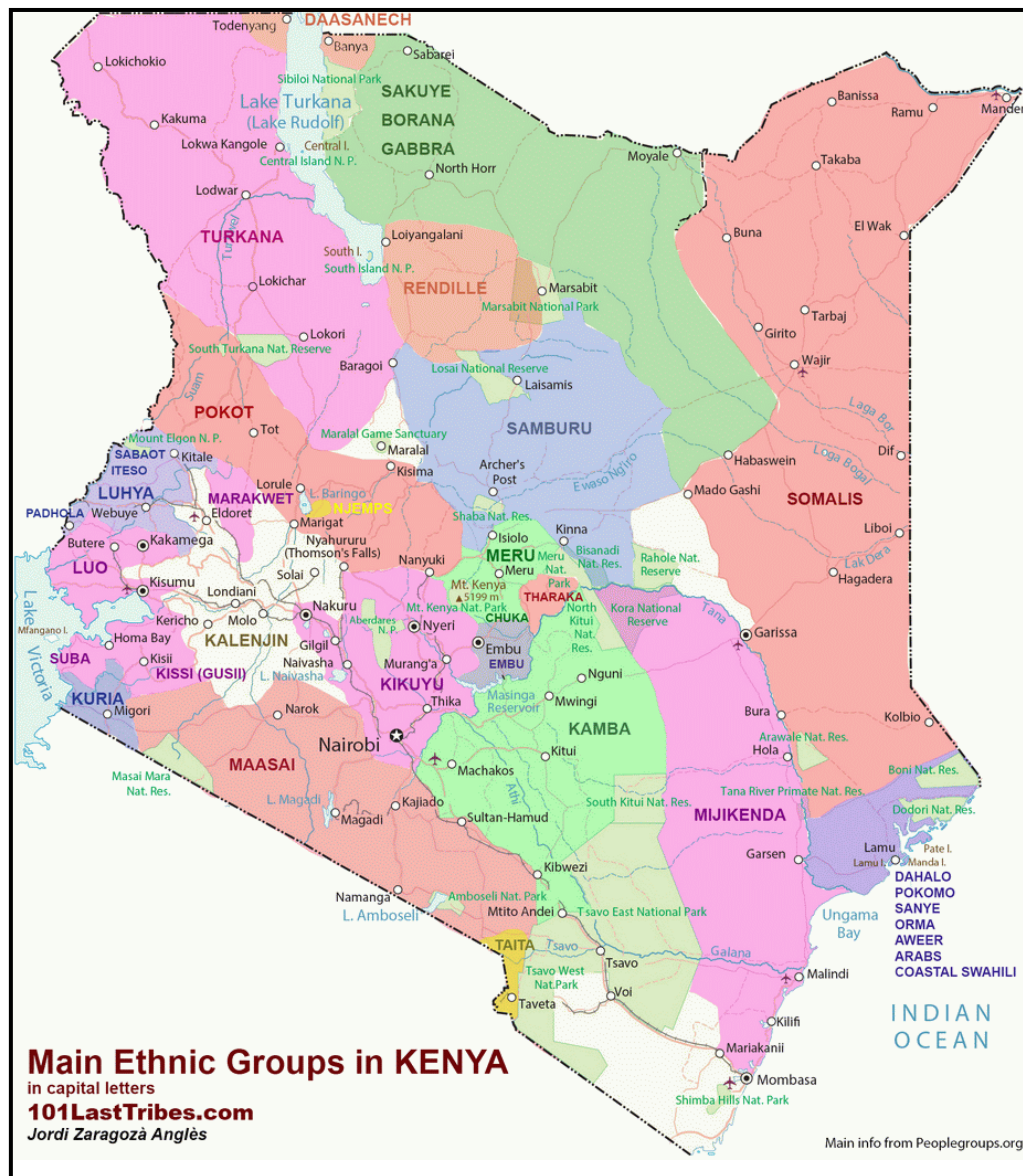 DAASANECH
Todenyang
Banya
Sabarei
Lokichokio
Sibiloi National Park
Lake Turkana
(Lake Rudolf)
SAKUYE
BORANA
GABBRA
Banissa
Ramu
Mander
Kakuma
Lokwa Kangole
Central I.
Central Island N. P.
Moyale
Takaba
North Horr
Lodwar
Turkwel
TURKANA
Loiyangalani
South I.
South Island N. P.
Buna
El Wak
Lokichar
RENDILLE
Marsabit
Marsabit National Park
Tarbaj
Girito
Lokori
South Turkana Nat. Reserve
Baragoi
Losai National Reserve
Laisamis
Wajir
Suam
POKOT
Tot
Maralal Game Sanctuary
Maralal
SAMBURU
Laga Bor
Mount Elgon N. P.
SABAOT
Kitale
ITESO
Kisima
Archer's
Post
Ewaso Ngiro
Habaswein
Loga Bogal
Dif
LUHYA
MARAKWET
Lorule
L. Baringo
NJEMPS
Mado Gashi
SOMALIS
PADHOLA
Webuye
Eldoret
Marigat
Shaba Nat. Res.
Liboi
Butere
Kakamega
Nyahururu
(Thomson's Falls)
Isiolo
Kinna
LUO
Solai
Nanyuki
MERU
Meru
Meru
Nat.
Park
Bisanadi
Nat. Res.
Rahole Nat.
Reserve
Lak Dera
Hagadera
Kisumu
Londiani
Mt. Kenya
5199 m
THARAKA
Lake
Victoria
Mfangano I.
Kericho
Molo
Nakuru
Mt. Kenya Nat. Park
CHUKA
North
Kitui
Nat.
Res.
Kora National
Reserve
Tana
Homa Bay
KALENJIN
Gilgil
Aberdares
N. P.
Nyeri
Embu
EMBU
Garissa
SUBA
Kisii
KISSI (GUSII)
Naivasha
L. Naivasha
Murang'a
KIKUYU
Masinga
Reservoir
Nguni
KURIA
Migori
Narok
Thika
Mwingi
KAMBA
Bura
Kolbio
Nairobi
Kitui
Hola
Arawale Nat. Res.
MAASAI
Machakos
Boni Nat. Res.
Masai Mara
Nat. Res.
Athi
Tana River Primate Nat. Res.
L. Magadi
Magadi
Kajiado
Sultan-Hamud
South Kitui Nat. Res.
MIJIKENDA
Dodori Nat. Res.
Garsen
Lamu
Lamu I.
Pate I.
Manda I.
Kibwezi
Namanga
L. Amboseli
Amboseli Nat. Park
Mtito Andei
Tsavo East National Park
Ungama
Bay
DAHALO
POKOMO
SANYE
ORMA
AWEER
ARABS
COASTAL SWAHILI
TAITA
Tsavo
Tsavo
Galana
Tsavo West
Nat.Park
Taveta
Voi
Malindi
INDIAN
OCEAN
Kilifi
Mariakanii
Mombasa
Shimba Hills Nat. Park
Main Ethnic Groups in KENYA
in capital letters
101LastTribes.com
Jordi Zaragozà Anglès
Main info from Peoplegroups.org